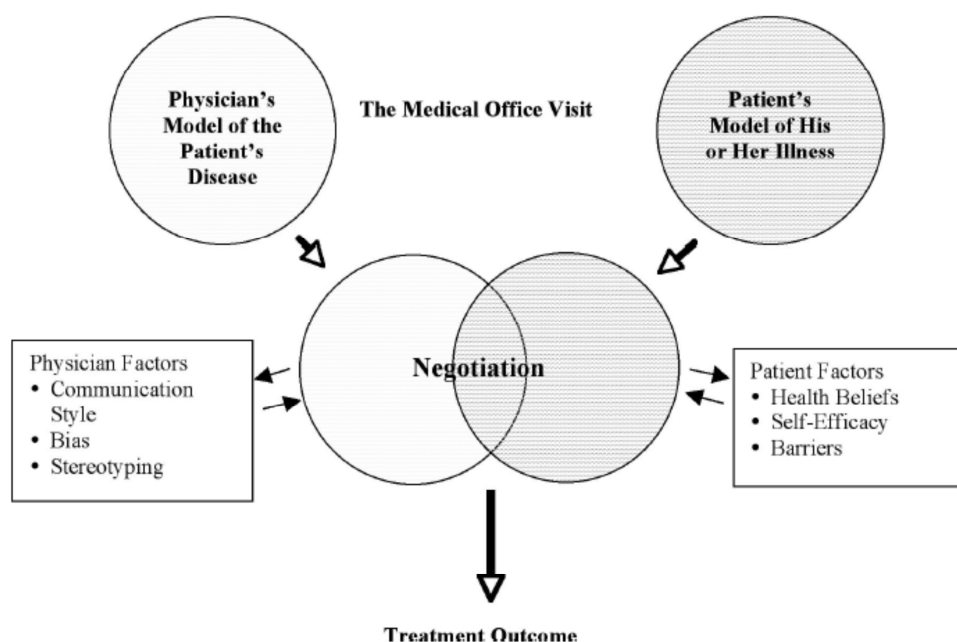 Physician's
Model of the
Patient's
Disease
The Medical Office Visit
Patient's
Model of His
or Her Illness
Negotiation
Physician Factors
• Communication
Style
• Bias
• Stereotyping
Patient Factors
• Health Beliefs
• Self-Efficacy
• Barriers
Treatment Outcome